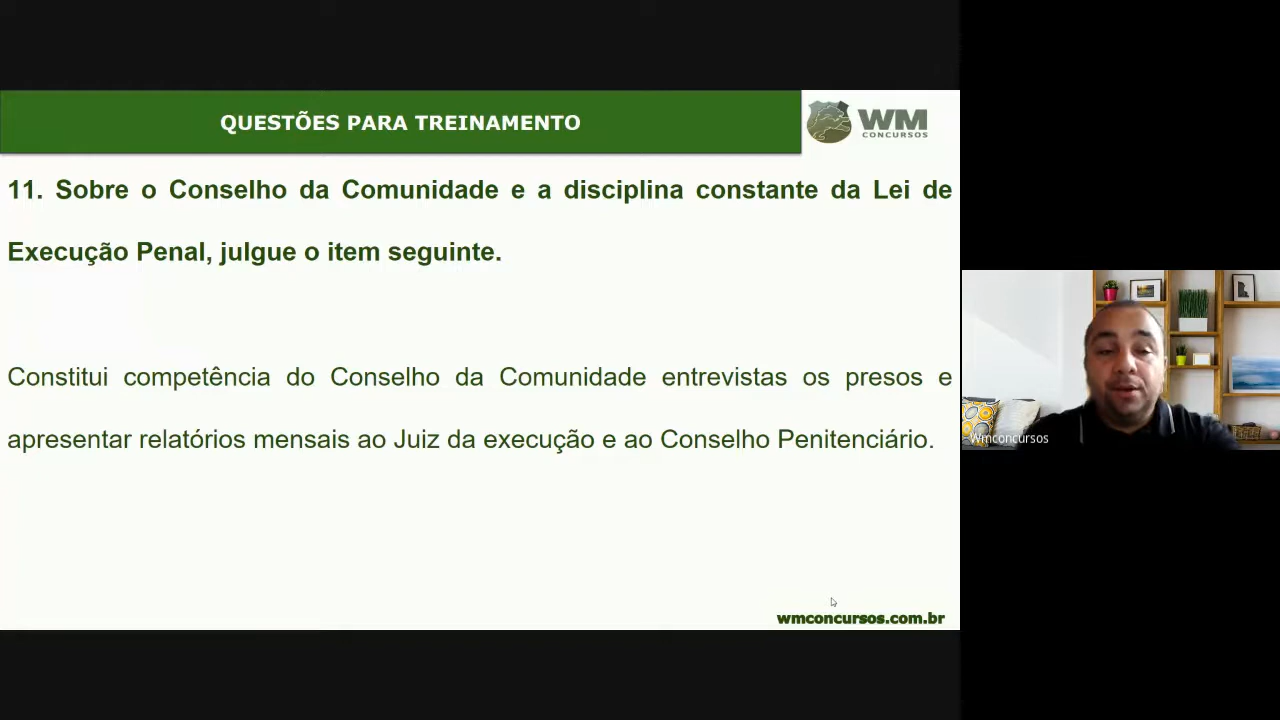 QUESTÕES PARA TREINAMENTO
WM
CONCURSOS
11. Sobre o Conselho da Comunidade e a disciplina constante da Lei de
Execução Penal, julgue o item seguinte.
Constitui competência do Conselho da Comunidade entrevistas os presos e
apresentar relatórios mensais ao Juiz da execução e ao Conselho Penitenciário.
Wmconcursos
wmconcursos.com.br